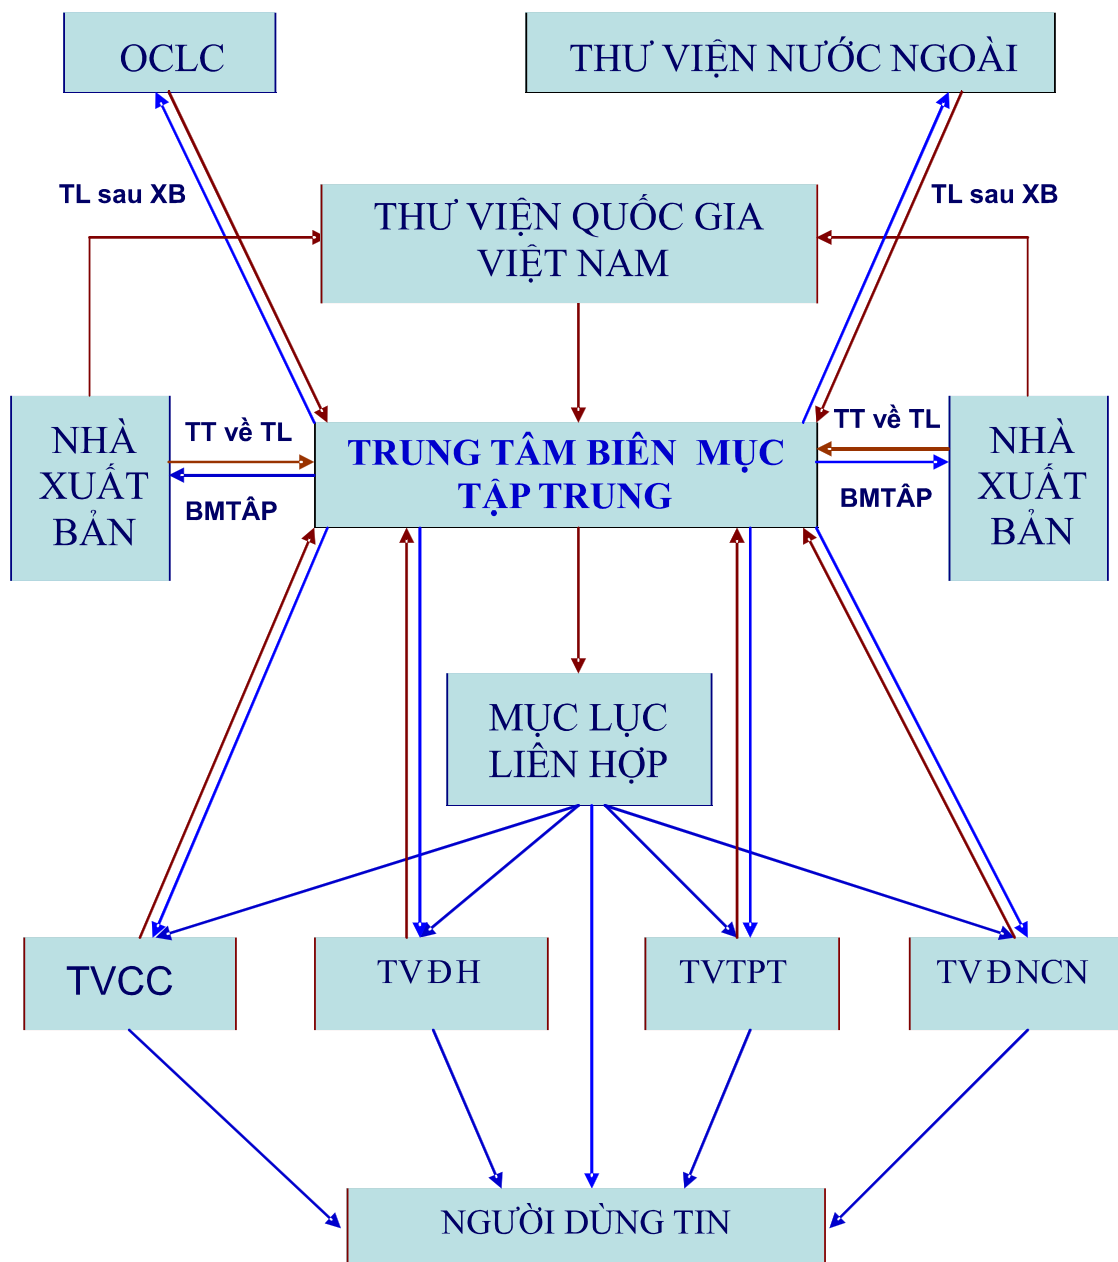 OCLC
THƯ VIỆN NƯỚC NGOÀI
TL sau XB
TL sau XB
THƯ VIỆN QUỐC GIA
VIỆT NAM
NHÀ
XUẤT
BẢN
TT về TL
BMTÂP
TRUNG TÂM BIÊN MỤC
TẬP TRUNG
TT về TL
BMTÂP
NHÀ
XUẤT
BẢN
MỤC LỤC
LIÊN HỢP
TVCC
TVĐH
TVTPT
TVĐNCN
NGƯỜI DÙNG TIN